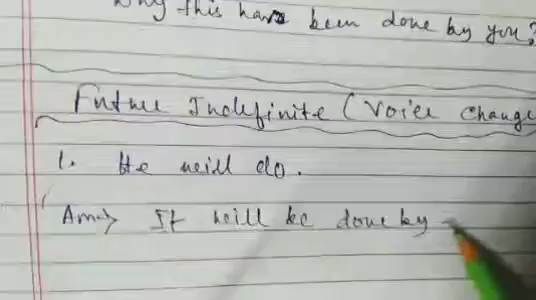 Why this has been done by you?
Future Indefinite (Voice Change
1. He will do.
Ans→ It will be done by